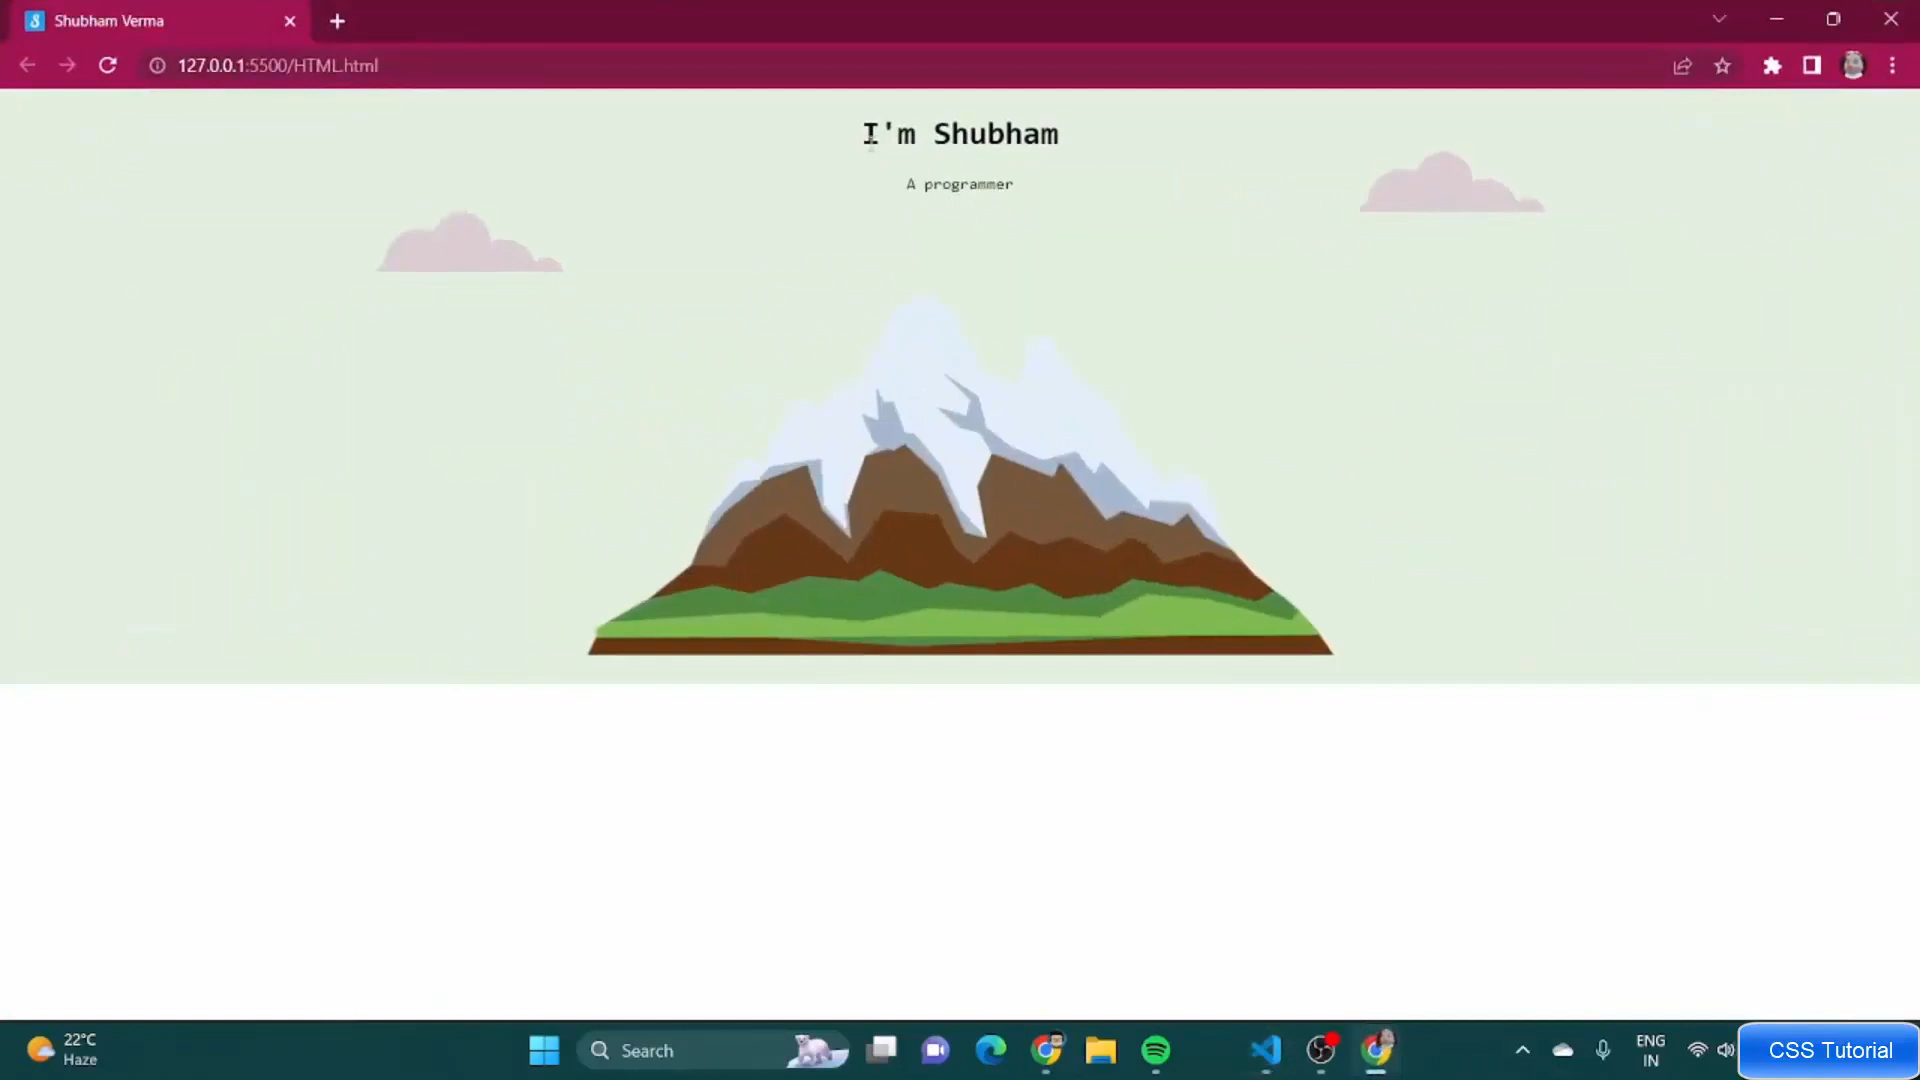 Shubham Verma
127.0.0.1:5500/HTML.html
I'm Shubham
A programmer
22°C
Haze
Search
ENG
IN
CSS Tutorial